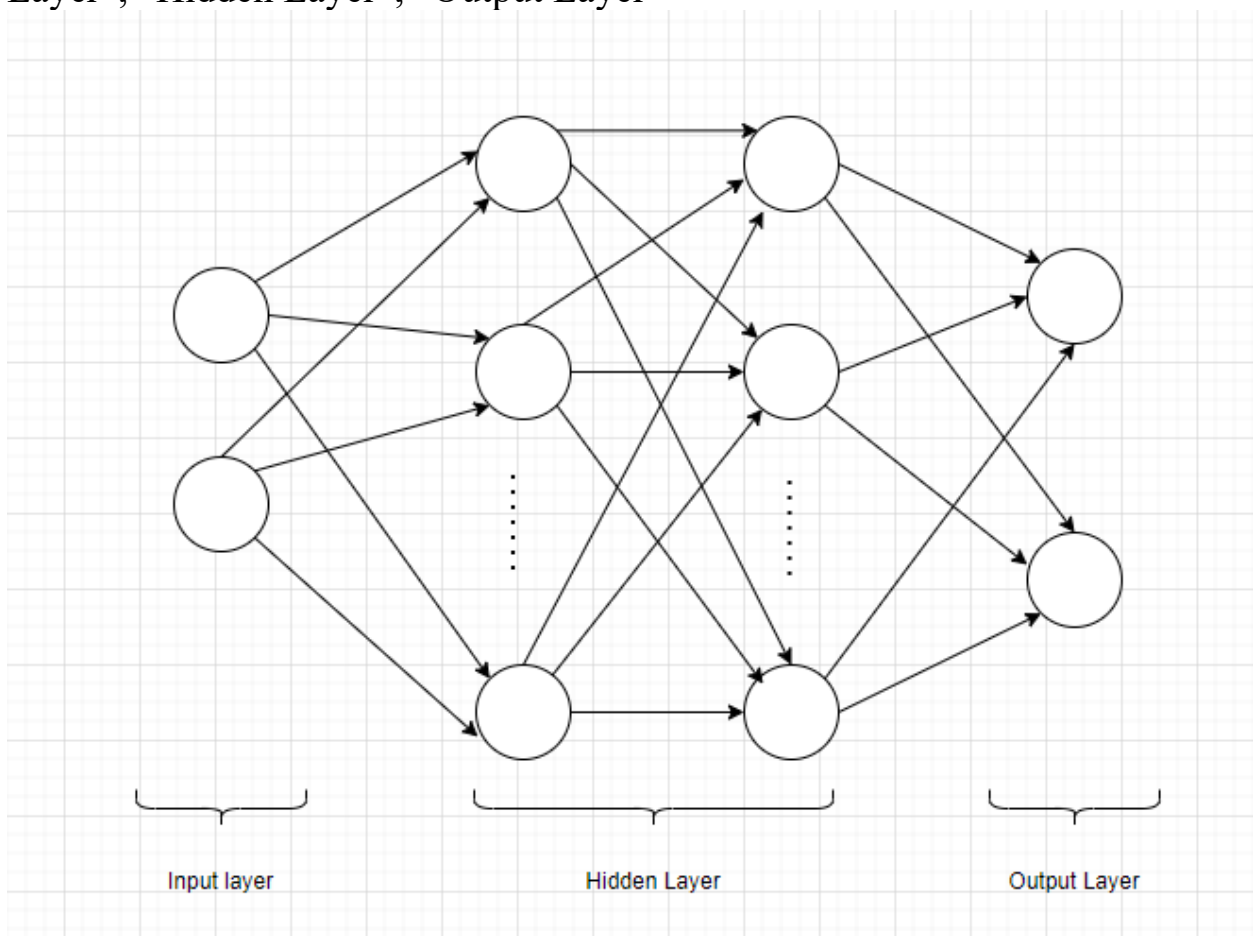 Layer", "Hidden Layer", "Output Layer"
Input layer
Hidden Layer
Output Layer